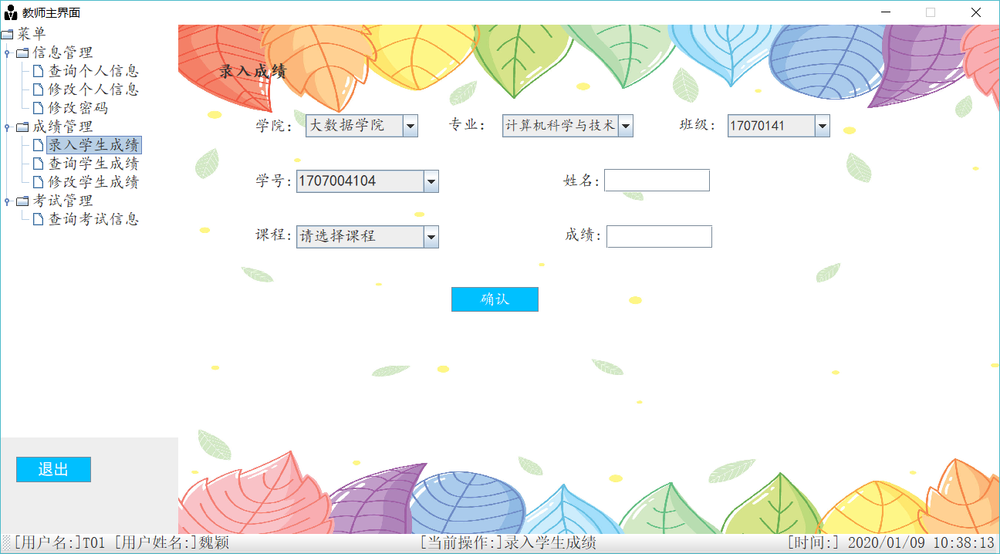 教师主界面
菜单
信息管理
查询个人信息
修改个人信息
修改密码
成绩管理
录入学生成绩
查询学生成绩
修改学生成绩
考试管理
查询考试信息
退出
录入成绩
学院： 大数据学院 专业： 计算机科学与技术 班级： 17070141
学号： 1707004104 姓名：
课程： 请选择课程 成绩：
确认
[用户名:]T01 [用户姓名:]魏颖 [当前操作:]录入学生成绩 [时间:] 2020/01/09 10:38:13